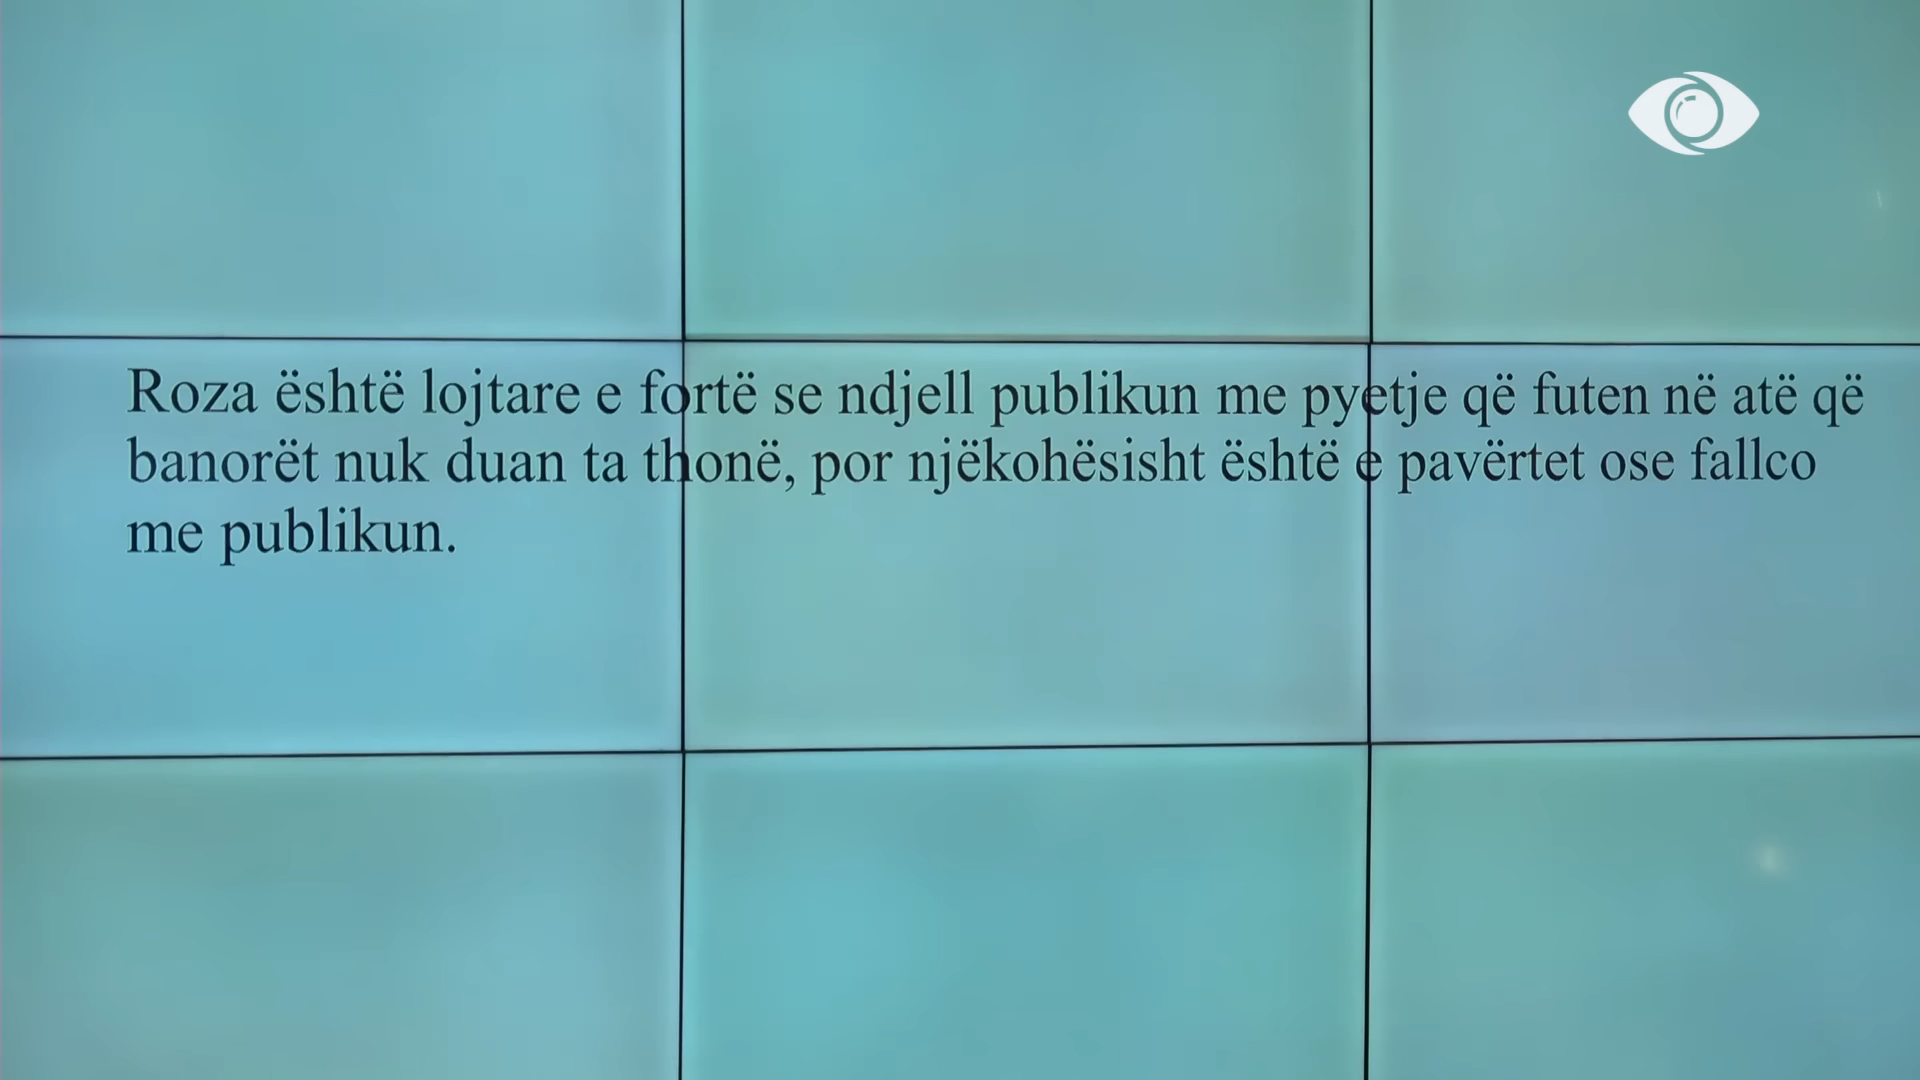 Roza është lojtare e fortë se ndjell publikun me pyetje që futen në atë që
banorët nuk duan ta thonë, por njëkohësisht është e pavërtet ose fallco
me publikun.